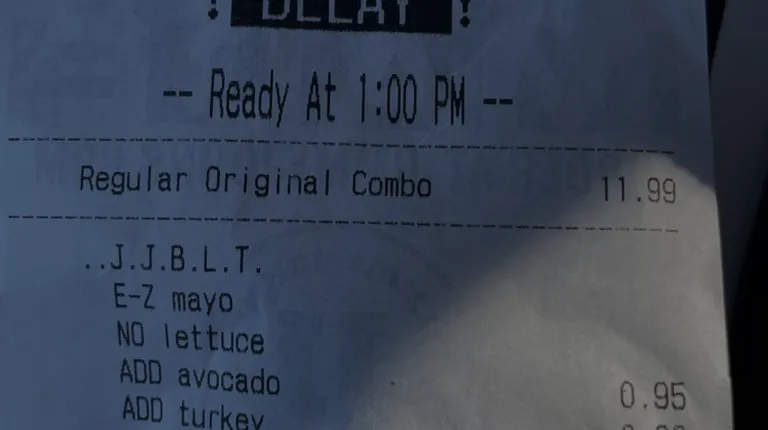 ! DELAY !
-- Ready At 1:00 PM --
Regular Original Combo 11.99
..J.J.B.L.T.
E-Z mayo
NO lettuce
ADD avocado 0.95
ADD turkey